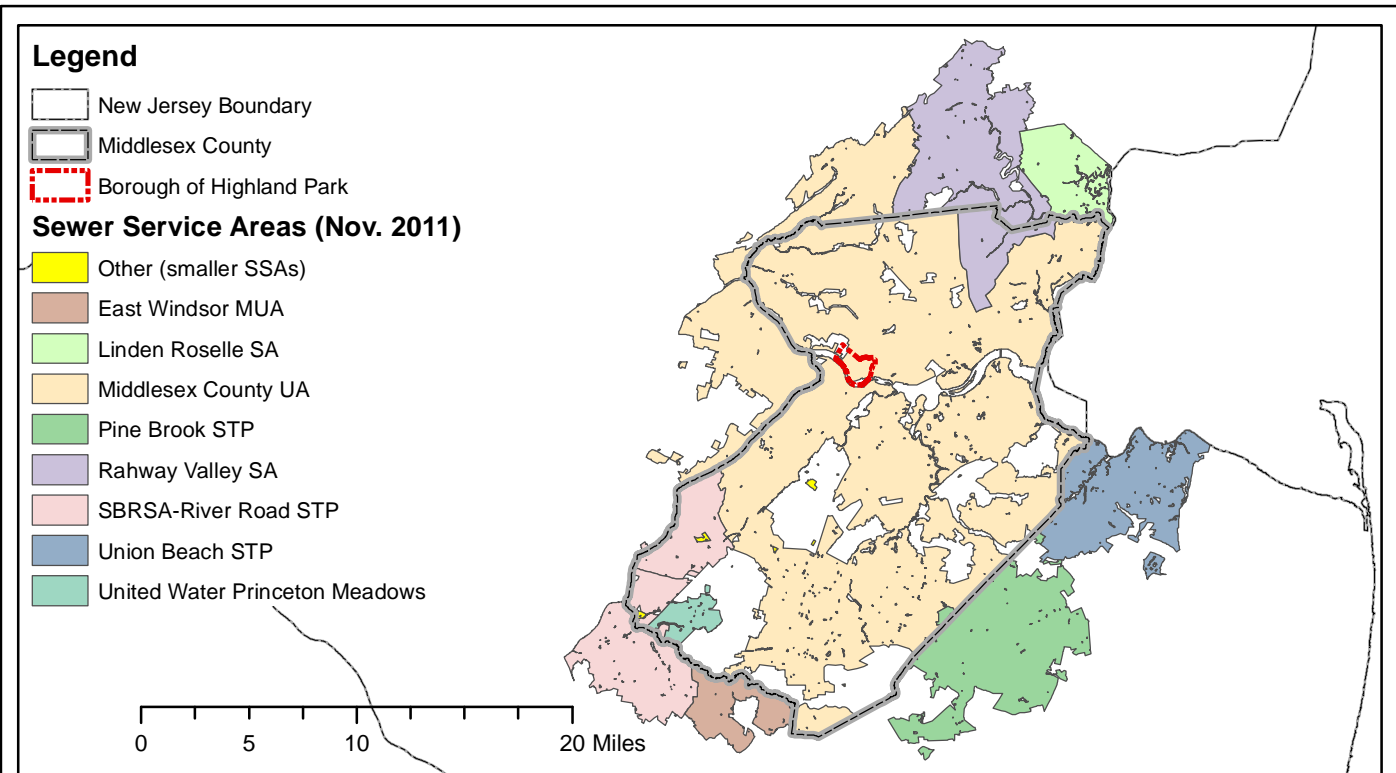 Legend
New Jersey Boundary
Middlesex County
Borough of Highland Park
Sewer Service Areas (Nov. 2011)
Other (smaller SSAs)
East Windsor MUA
Linden Roselle SA
Middlesex County UA
Pine Brook STP
Rahway Valley SA
SBRSA-River Road STP
Union Beach STP
United Water Princeton Meadows
0 5 10 20 Miles